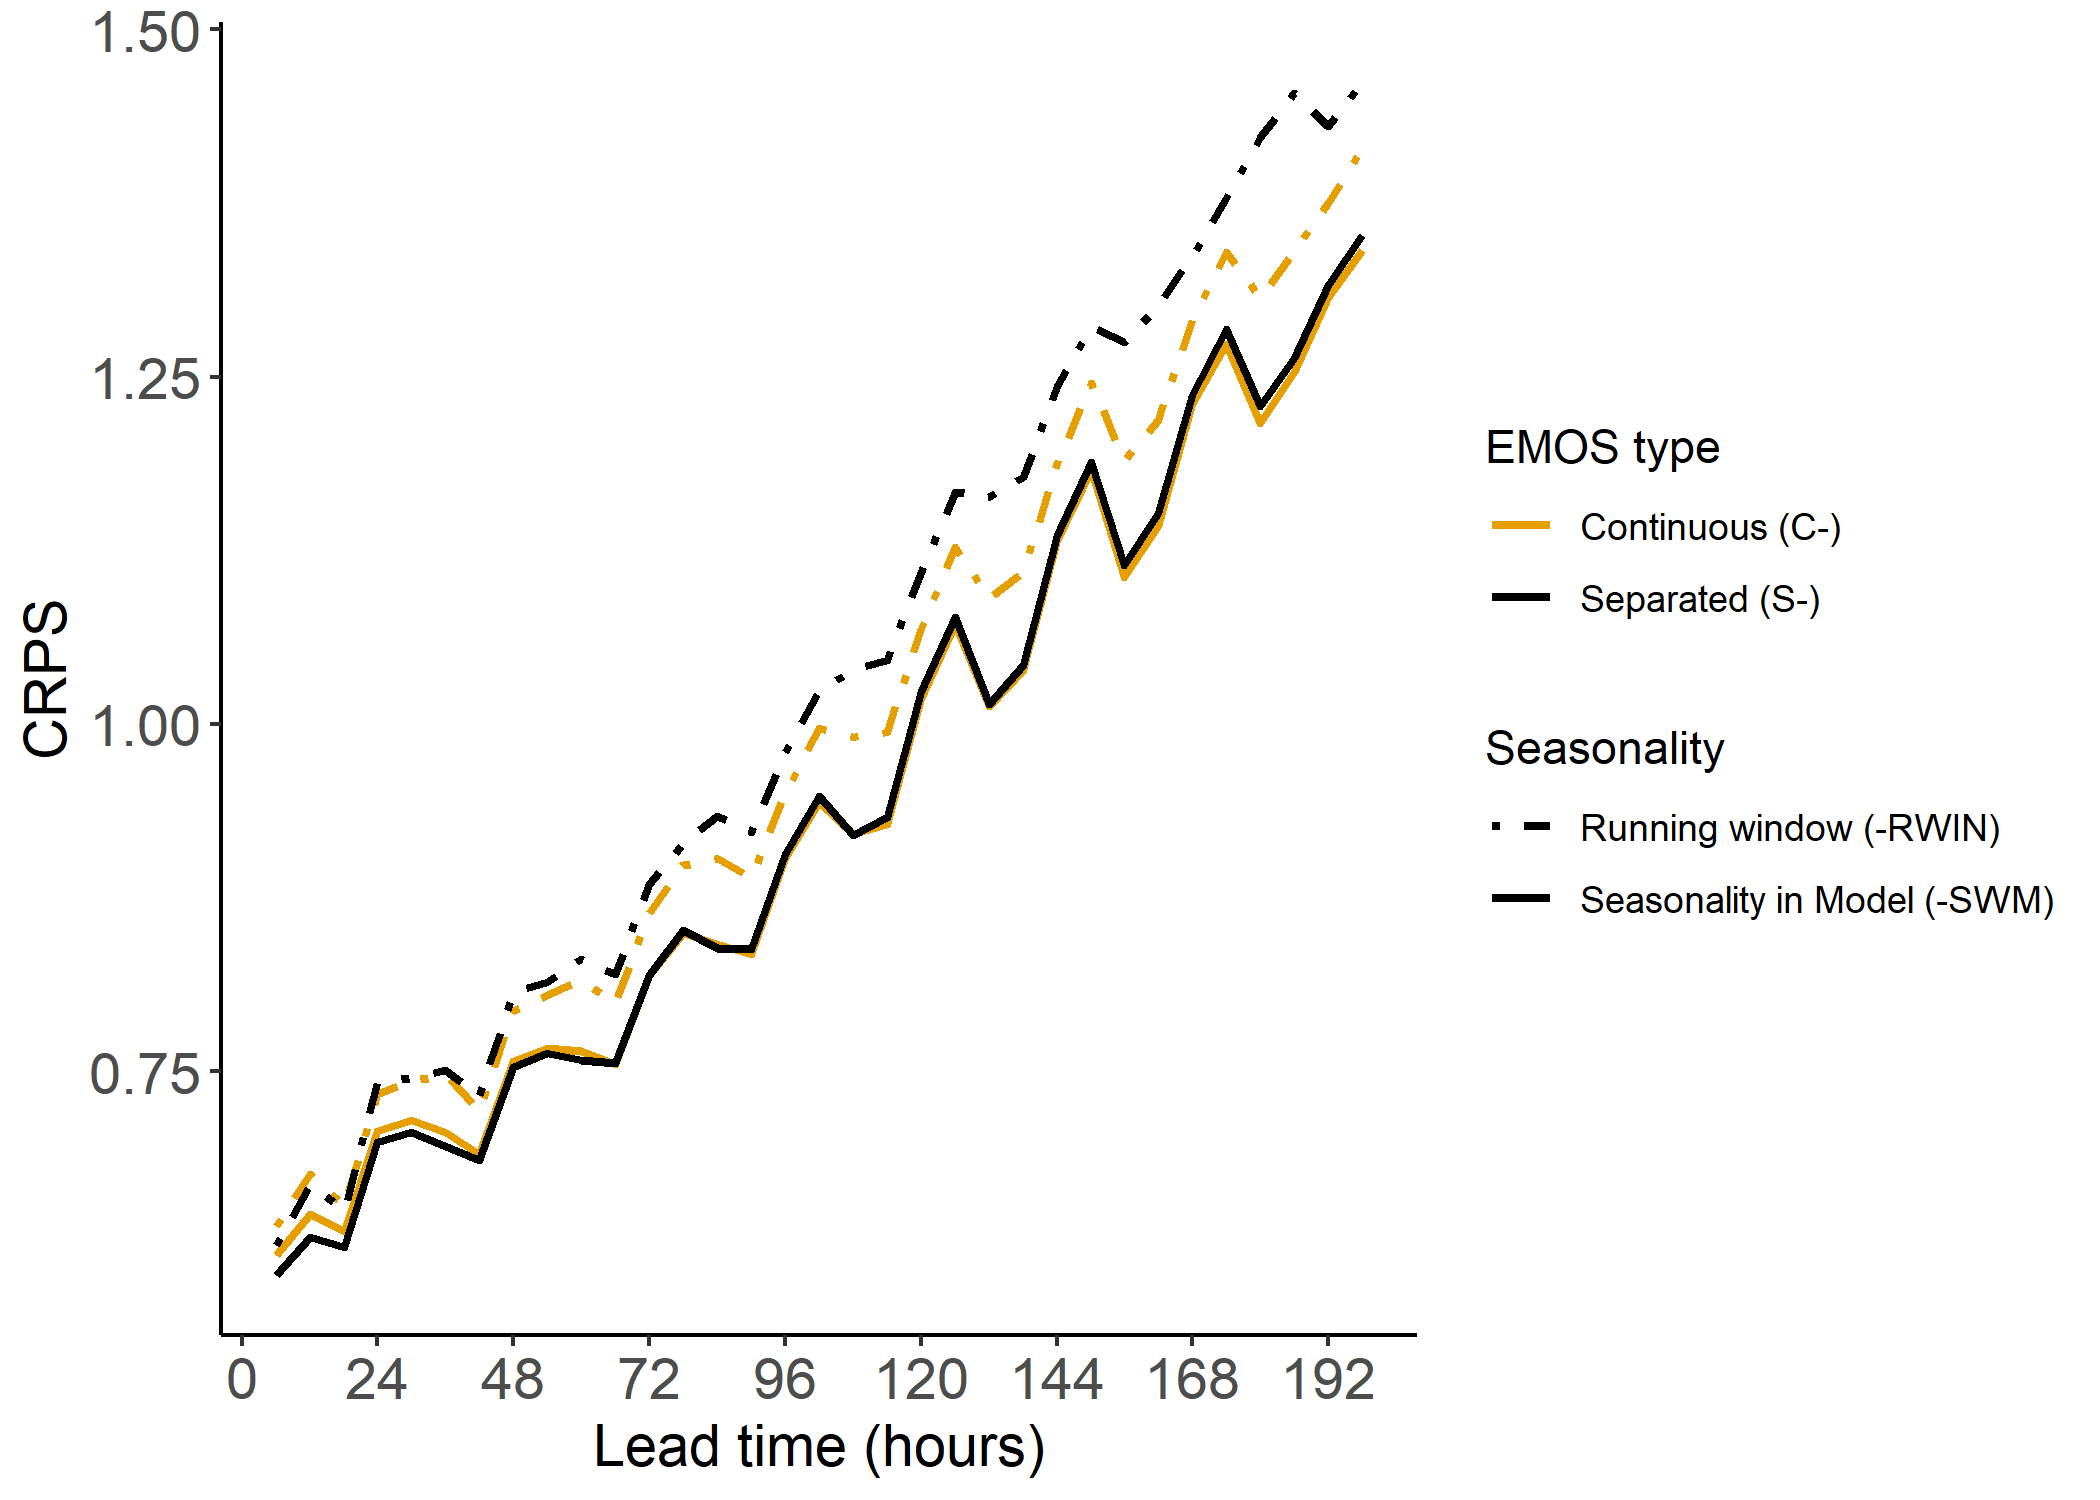 1.50
1.25
1.00
0.75
CRPS
0 24 48 72 96 120 144 168 192
Lead time (hours)
EMOS type
Continuous (C-)
Separated (S-)
Seasonality
Running window (-RWIN)
Seasonality in Model (-SWM)